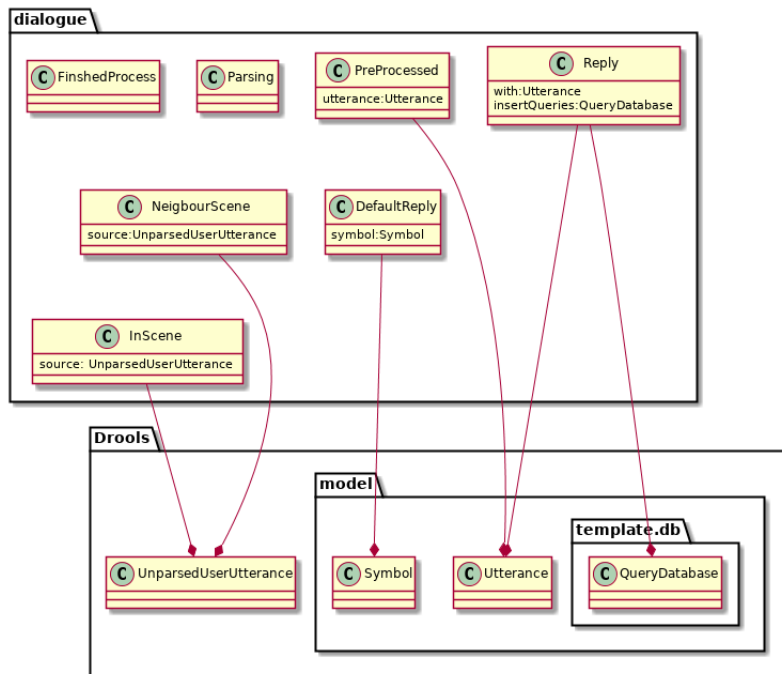 dialogue
C FinshedProcess
C Parsing
C PreProcessed
utterance:Utterance
C Reply
with:Utterance
insertQueries:QueryDatabase
C NeigbourScene
source:UnparsedUserUtterance
C DefaultReply
symbol:Symbol
C InScene
source: UnparsedUserUtterance
Drools
model
template.db
C UnparsedUserUtterance
C Symbol
C Utterance
C QueryDatabase